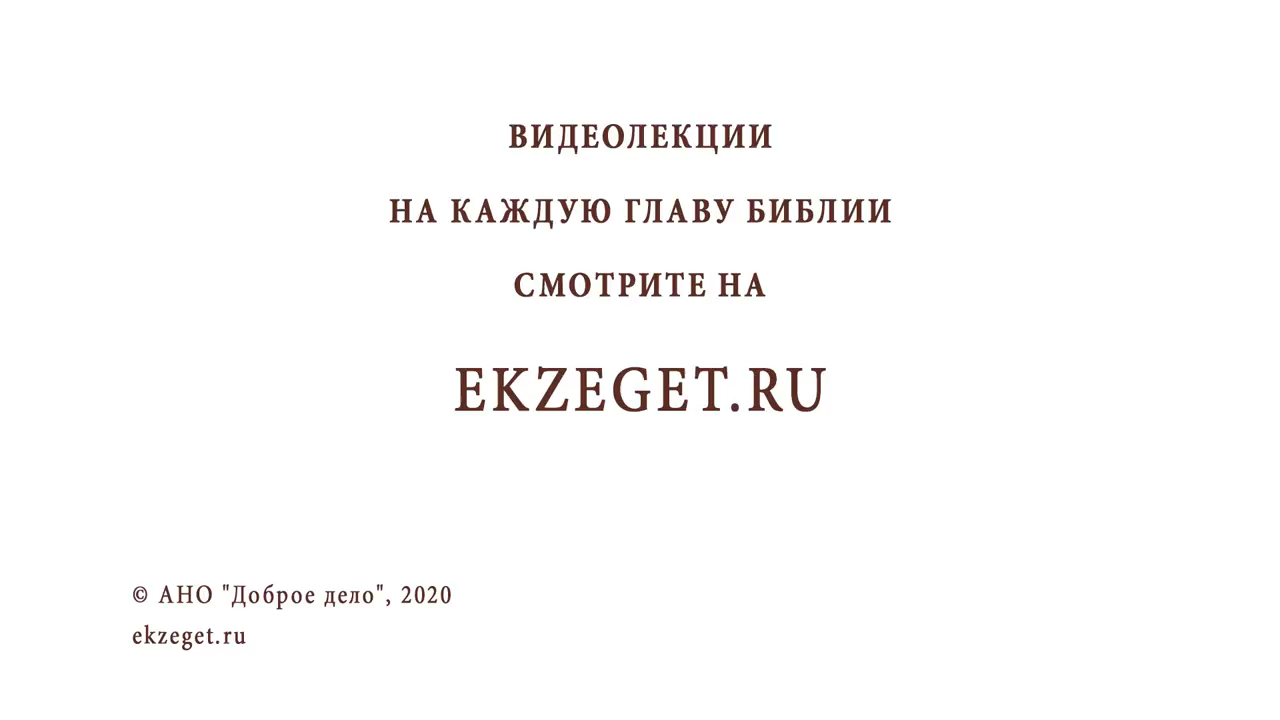 ВИДЕОЛЕКЦИИ
НА КАЖДУЮ ГЛАВУ БИБЛИИ
СМОТРИТЕ НА
EKZEGET.RU
© АНО "Доброе дело", 2020
ekzeget.ru